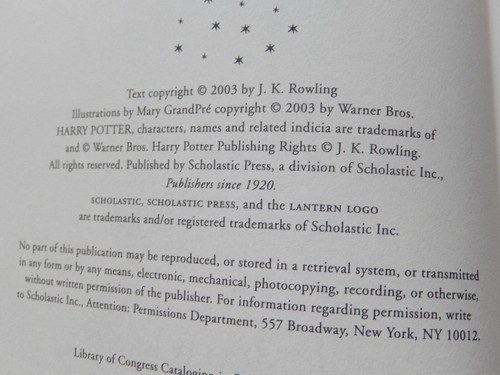 Text copyright © 2003 by J. K. Rowling
Illustrations by Mary GrandPré copyright © 2003 by Warner Bros.
HARRY POTTER, characters, names and related indicia are trademarks of
and © Warner Bros. Harry Potter Publishing Rights © J. K. Rowling.
All rights reserved. Published by Scholastic Press, a division of Scholastic Inc.,
Publishers since 1920.
SCHOLASTIC, SCHOLASTIC PRESS, and the LANTERN LOGO
are trademarks and/or registered trademarks of Scholastic Inc.
No part of this publication may be reproduced, or stored in a retrieval system, or transmitted
in any form or by any means, electronic, mechanical, photocopying, recording, or otherwise,
without written permission of the publisher. For information regarding permission, write
to Scholastic Inc., Attention: Permissions Department, 557 Broadway, New York, NY 10012.
Library of Congress